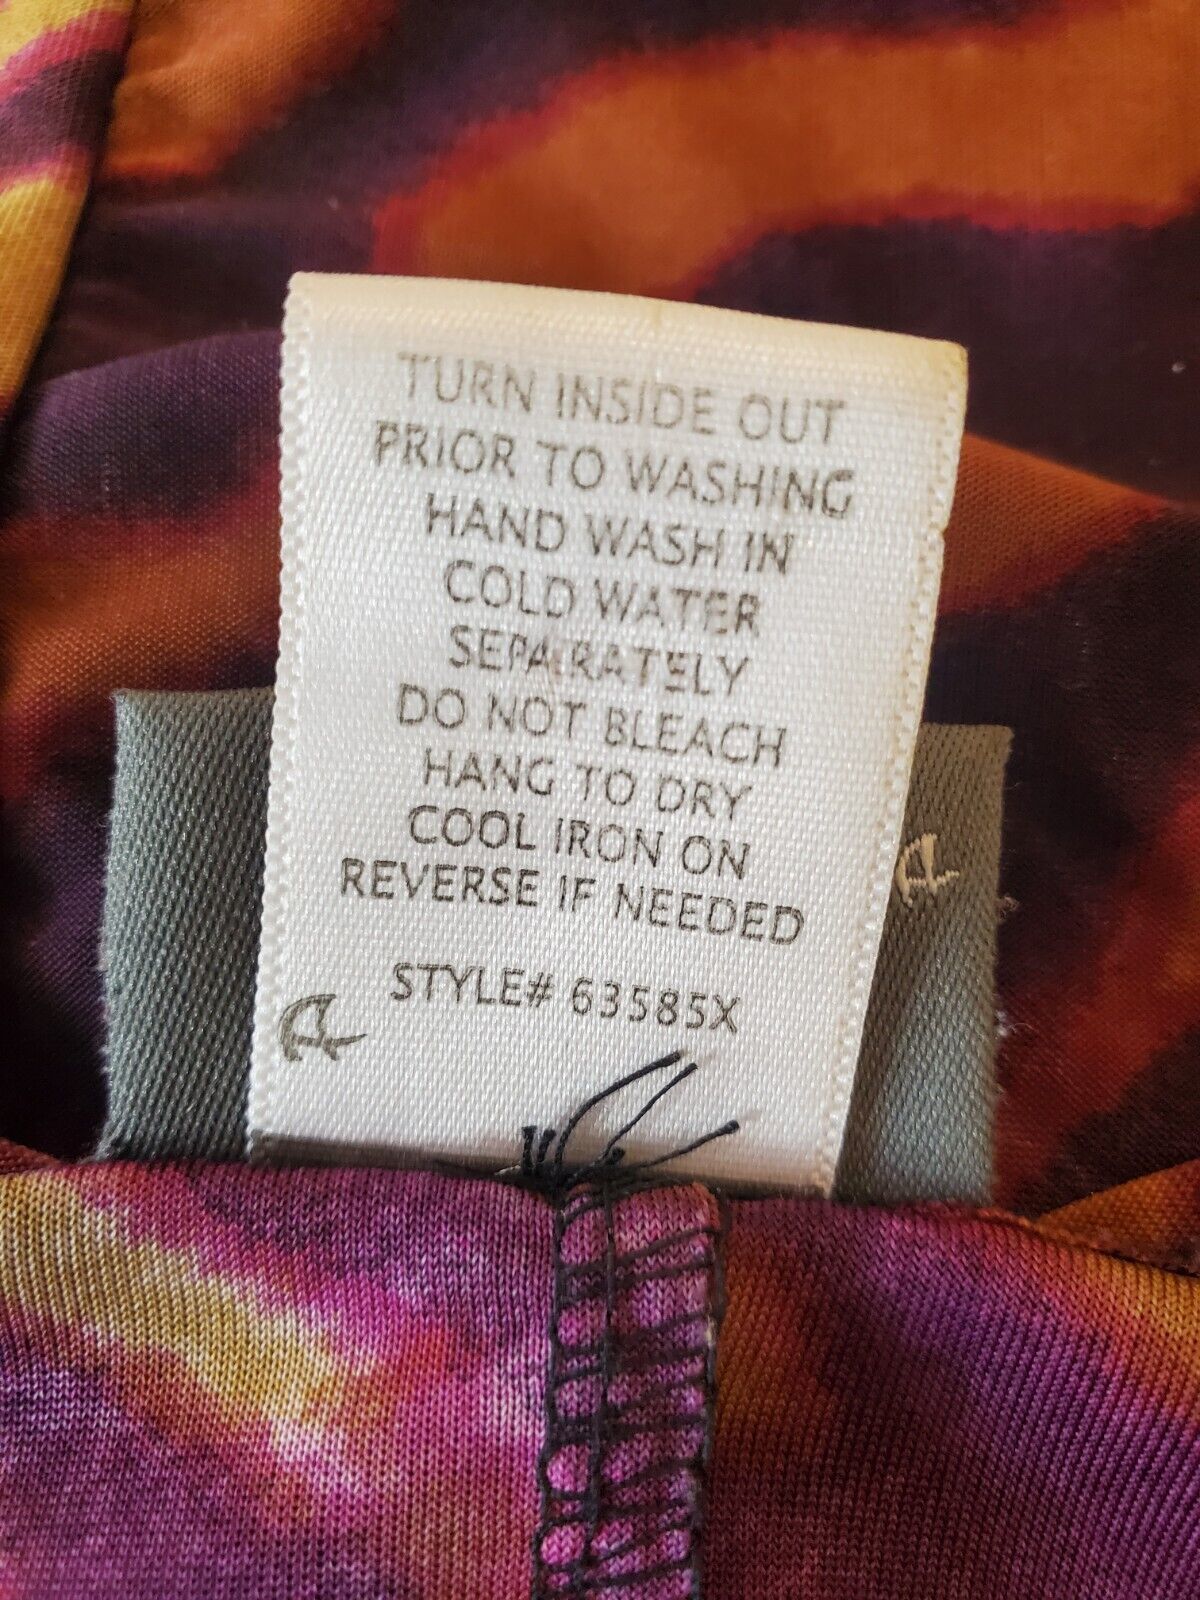 TURN INSIDE OUT
PRIOR TO WASHING
HAND WASH IN
COLD WATER
SEPARATELY
DO NOT BLEACH
HANG TO DRY
COOL IRON ON
REVERSE IF NEEDED
STYLE# 63585X